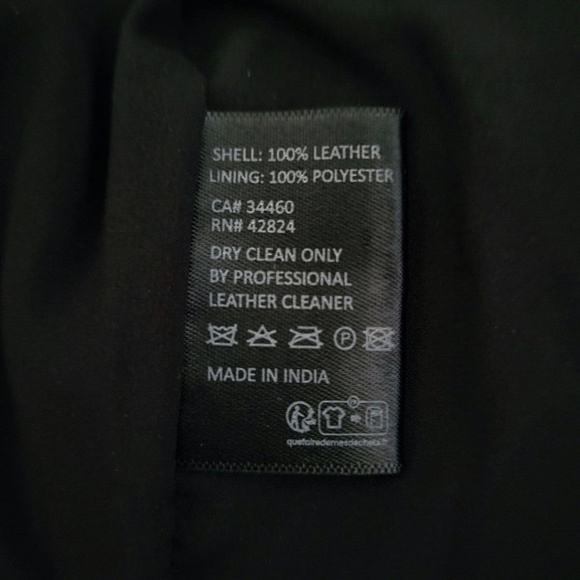 SHELL: 100% LEATHER
LINING: 100% POLYESTER
CA# 34460
RN# 42824
DRY CLEAN ONLY
BY PROFESSIONAL
LEATHER CLEANER
P
MADE IN INDIA
quefairedemesdechets.fr